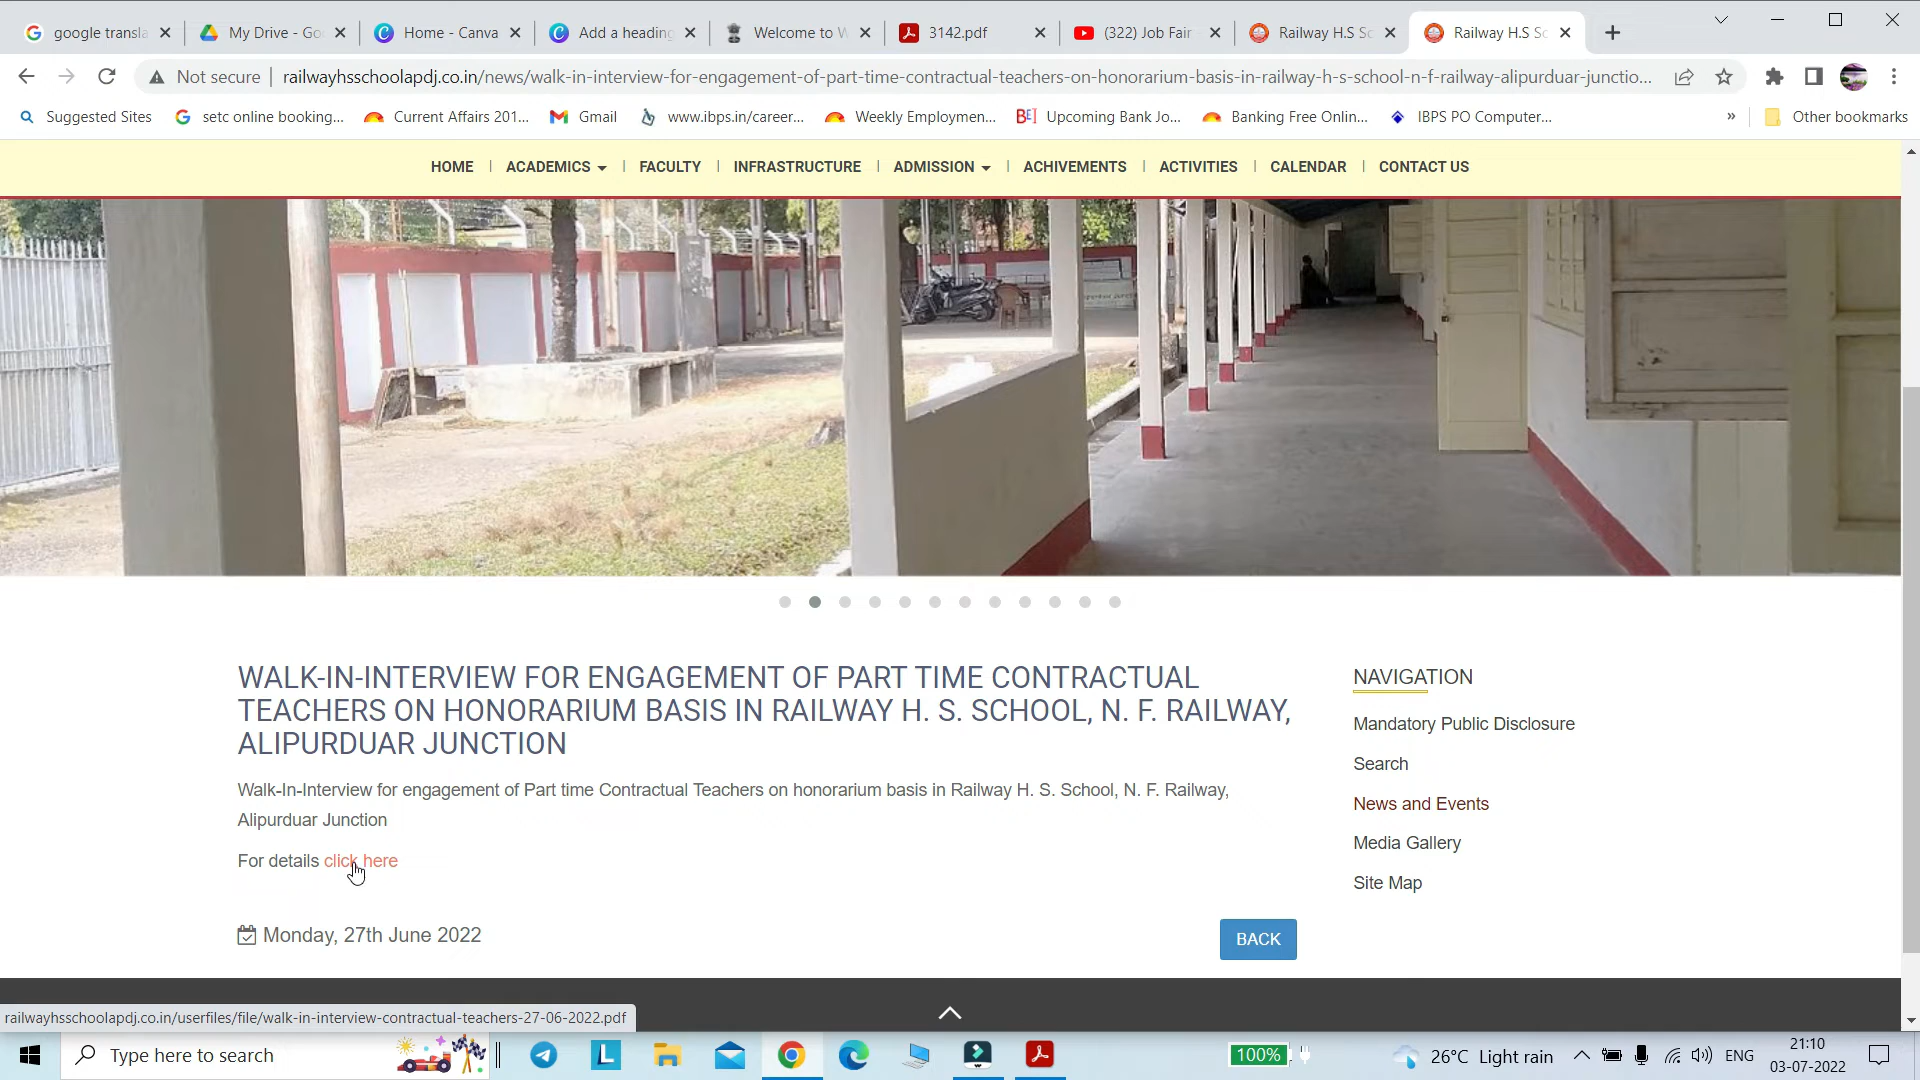 google transla
My Drive - Go
Home - Canva
Add a heading
Welcome to W
3142.pdf
(322) Job Fair
Railway H.S Sc
Railway H.S Sc
Not secure
railwayhsschoolapdj.co.in/news/walk-in-interview-for-engagement-of-part-time-contractual-teachers-on-honorarium-basis-in-railway-h-s-school-n-f-railway-alipurduar-junctio...
Suggested Sites
setc online booking...
Current Affairs 201...
Gmail
www.ibps.in/career...
Weekly Employmen...
BEI Upcoming Bank Jo...
Banking Free Onlin...
IBPS PO Computer...
»
Other bookmarks
HOME | ACADEMICS | FACULTY | INFRASTRUCTURE | ADMISSION | ACHIVEMENTS | ACTIVITIES | CALENDAR | CONTACT US
WALK-IN-INTERVIEW FOR ENGAGEMENT OF PART TIME CONTRACTUAL
TEACHERS ON HONORARIUM BASIS IN RAILWAY H. S. SCHOOL, N. F. RAILWAY,
ALIPURDUAR JUNCTION
Walk-In-Interview for engagement of Part time Contractual Teachers on honorarium basis in Railway H. S. School, N. F. Railway,
Alipurduar Junction
For details click here
Monday, 27th June 2022
BACK
NAVIGATION
Mandatory Public Disclosure
Search
News and Events
Media Gallery
Site Map
railwayhsschoolapdj.co.in/userfiles/file/walk-in-interview-contractual-teachers-27-06-2022.pdf
Type here to search
L
100%
26°C Light rain
ENG
21:10
03-07-2022